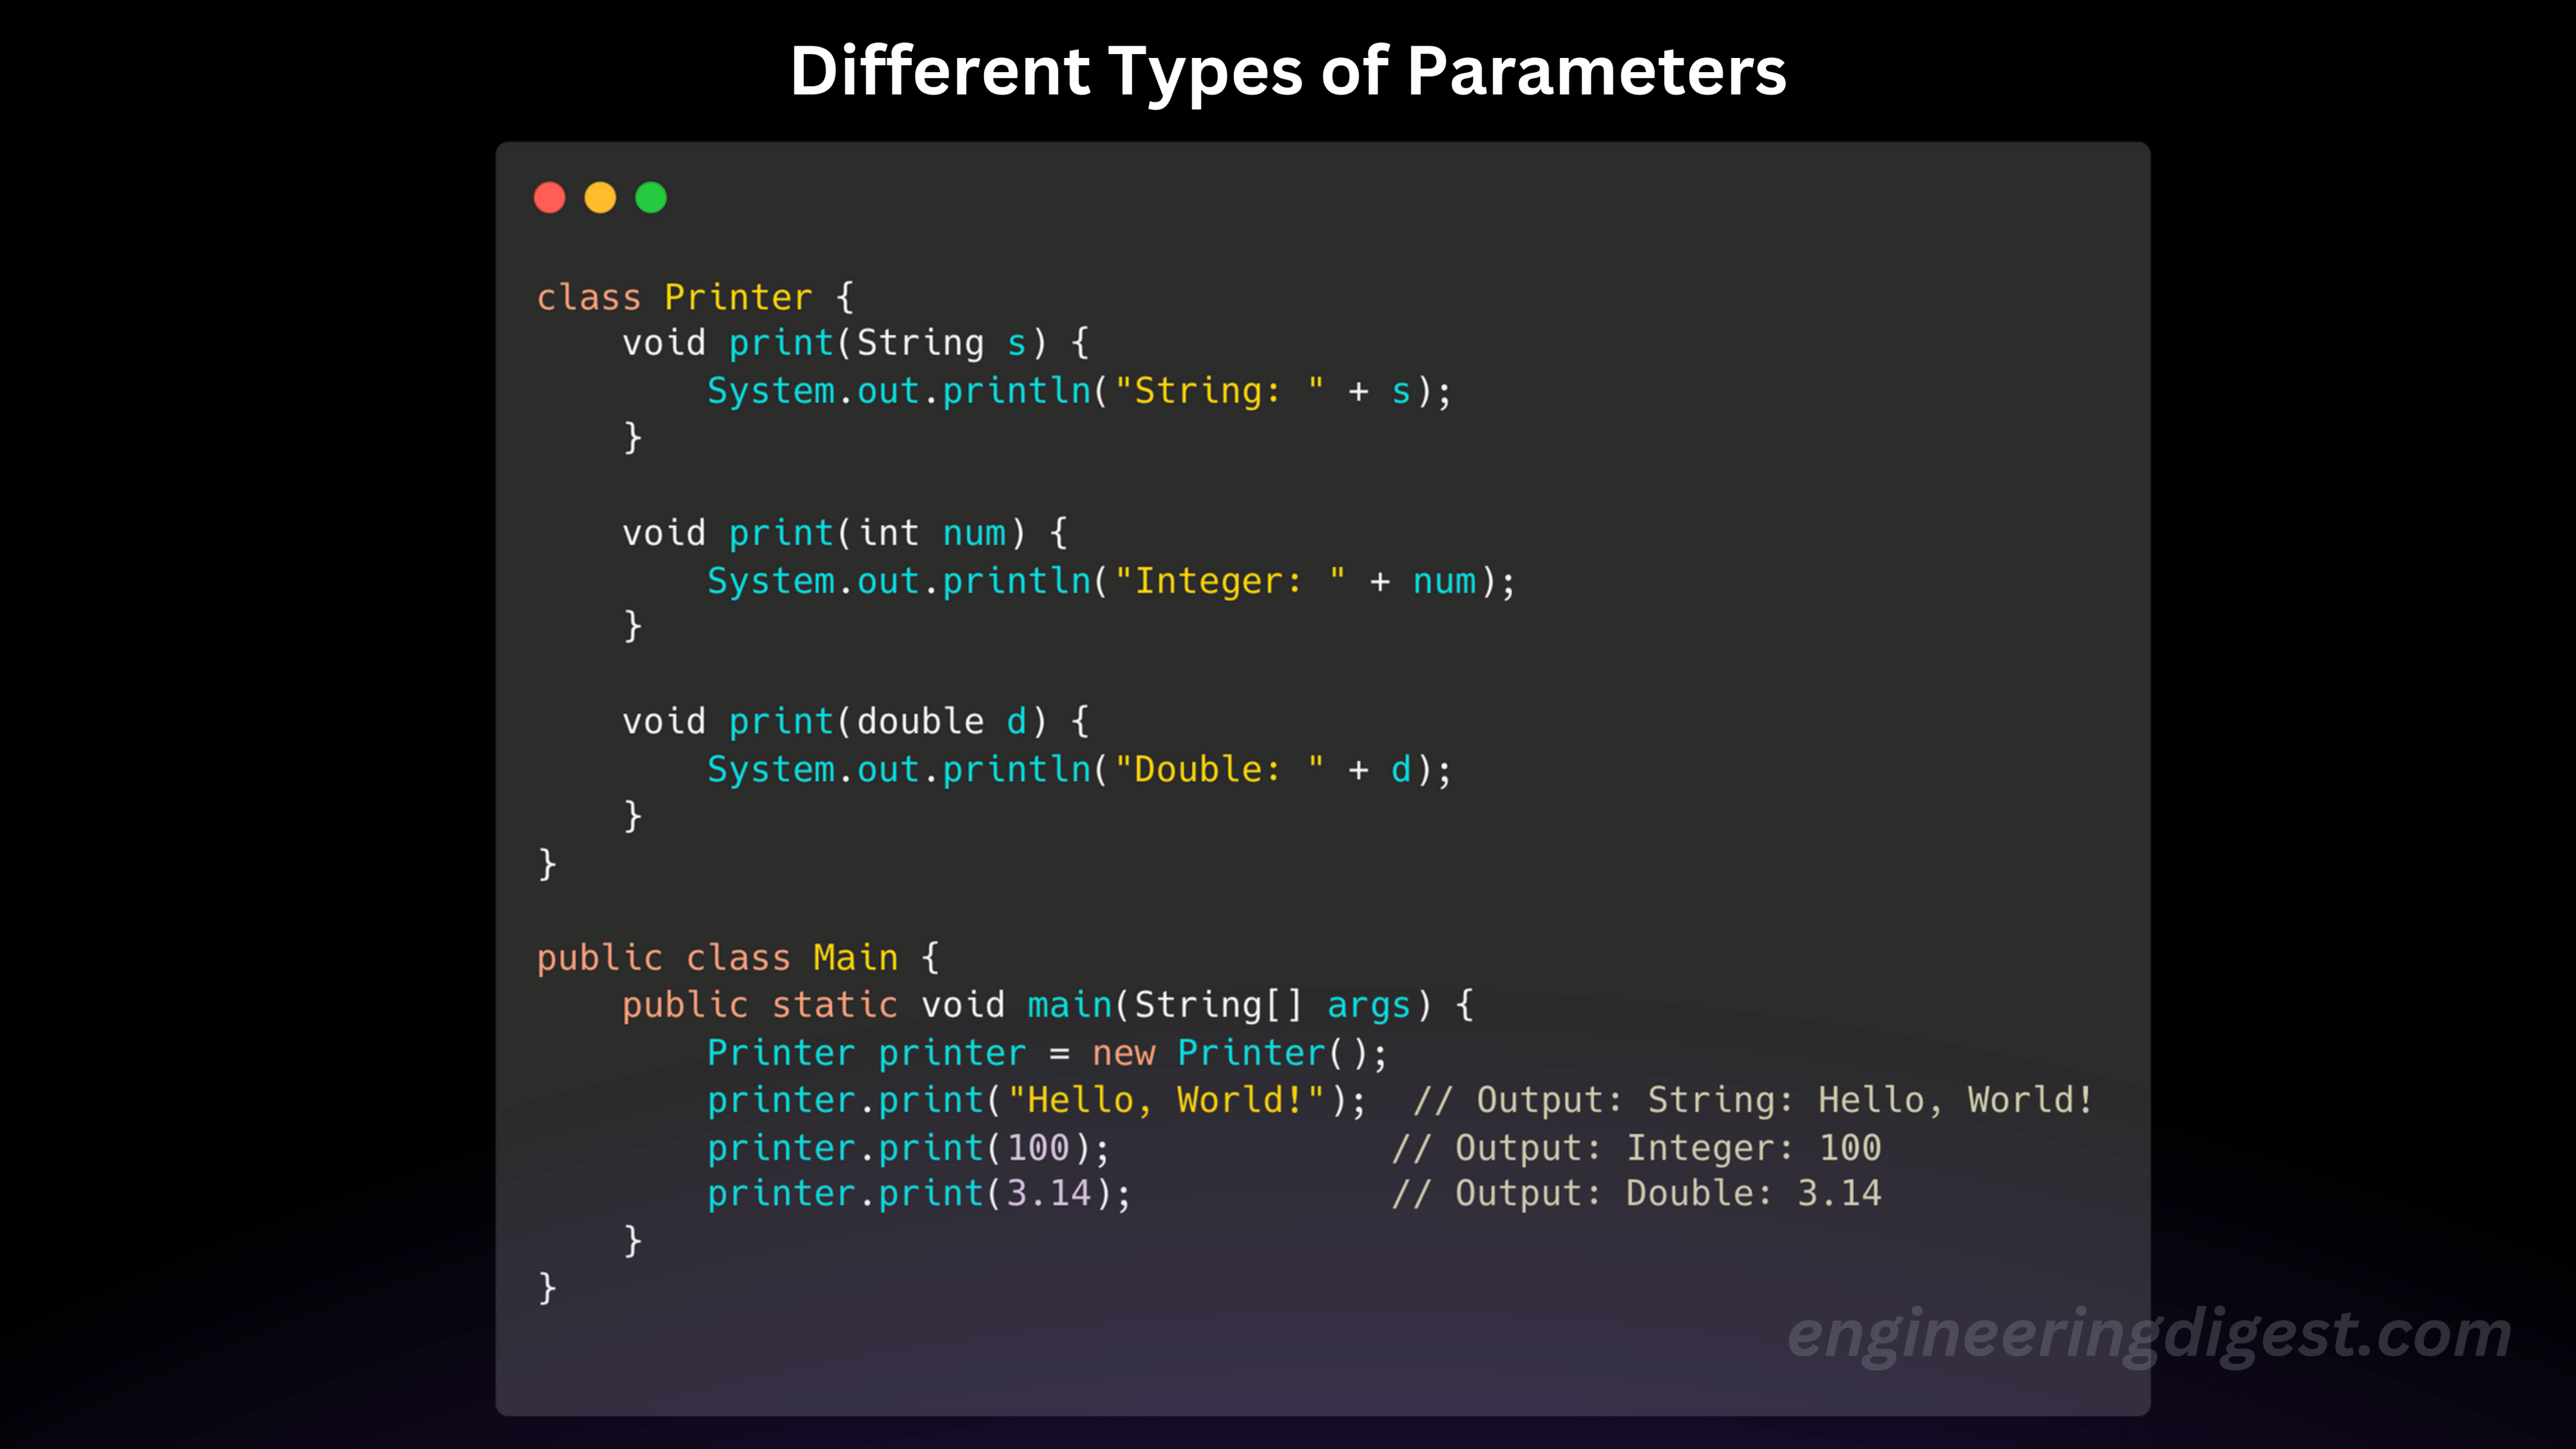 Different Types of Parameters
class Printer {
    void print(String s) {
        System.out.println("String: " + s);
    }

    void print(int num) {
        System.out.println("Integer: " + num);
    }

    void print(double d) {
        System.out.println("Double: " + d);
    }
}

public class Main {
    public static void main(String[] args) {
        Printer printer = new Printer();
        printer.print("Hello, World!");  // Output: String: Hello, World!
        printer.print(100);             // Output: Integer: 100
        printer.print(3.14);            // Output: Double: 3.14
    }
}
engineeringdigest.com